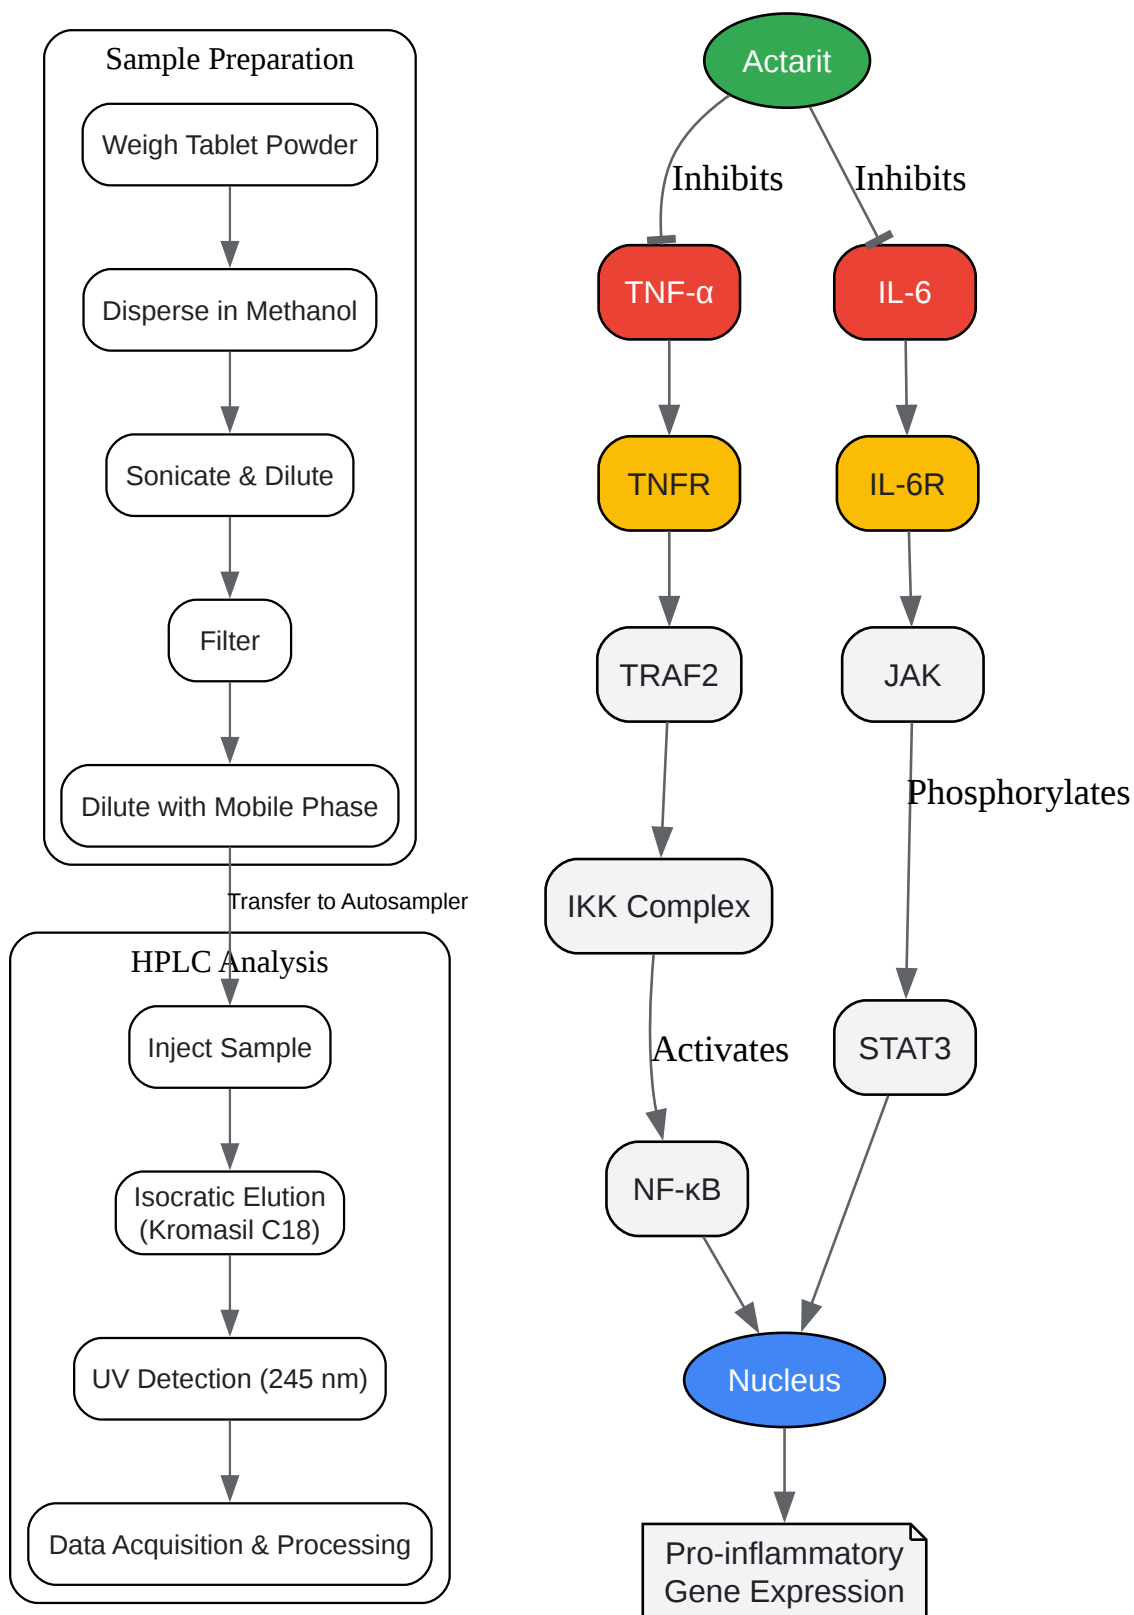 Sample Preparation
Weigh Tablet Powder
Disperse in Methanol
Sonicate & Dilute
Filter
Dilute with Mobile Phase
Transfer to Autosampler
HPLC Analysis
Inject Sample
Isocratic Elution
(Kromasil C18)
UV Detection (245 nm)
Data Acquisition & Processing
Actarit
Inhibits
Inhibits
TNF-α
IL-6
TNFR
IL-6R
TRAF2
JAK
Phosphorylates
IKK Complex
Activates
STAT3
NF-κB
Nucleus
Pro-inflammatory
Gene Expression